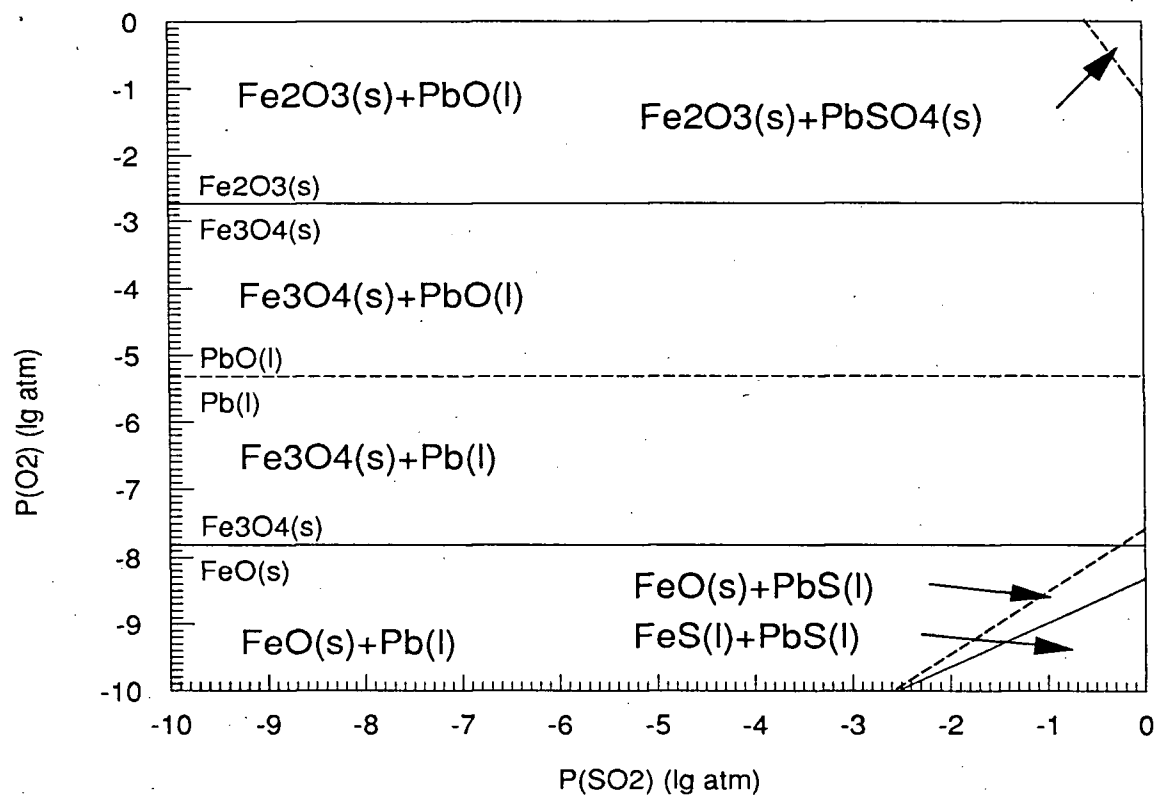 0
-1
-2
-3
-4
-5
-6
-7
-8
-9
-10
P(O2) (lg atm)
Fe2O3(s)+PbO(l)
Fe2O3(s)+PbSO4(s)
Fe2O3(s)
Fe3O4(s)
Fe3O4(s)+PbO(l)
PbO(l)
Pb(l)
Fe3O4(s)+Pb(l)
Fe3O4(s)
FeO(s)
FeO(s)+PbS(l)
FeO(s)+Pb(l)
FeS(l)+PbS(l)
-10 -9 -8 -7 -6 -5 -4 -3 -2 -1 0
P(SO2) (lg atm)